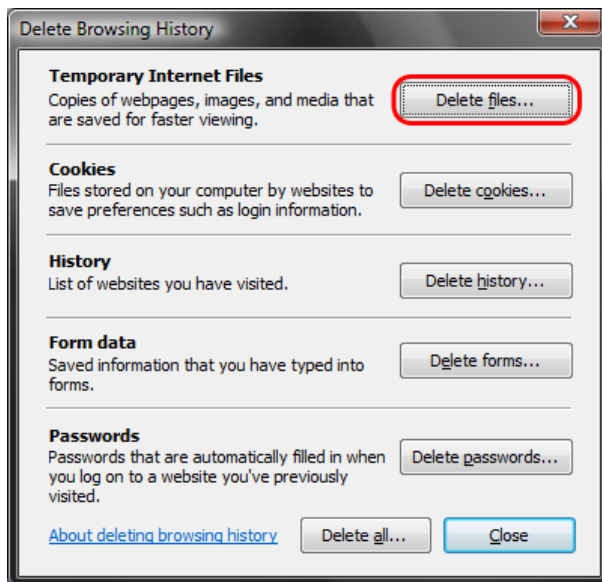 Delete Browsing History
Temporary Internet Files
Copies of webpages, images, and media that
are saved for faster viewing.
Delete files...
Cookies
Files stored on your computer by websites to
save preferences such as login information.
Delete cookies...
History
List of websites you have visited.
Delete history...
Form data
Saved information that you have typed into
forms.
Delete forms...
Passwords
Passwords that are automatically filled in when
you log on to a website you've previously
visited.
Delete passwords...
About deleting browsing history
Delete all...
Close